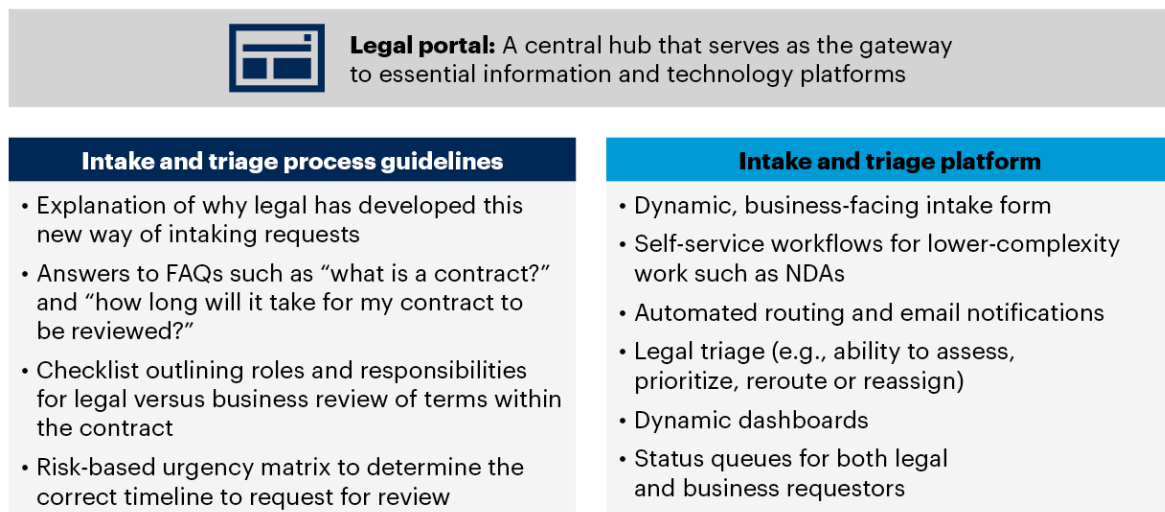 Legal portal: A central hub that serves as the gateway
to essential information and technology platforms
Intake and triage process guidelines
• Explanation of why legal has developed this
new way of intaking requests
• Answers to FAQs such as “what is a contract?”
and “how long will it take for my contract to
be reviewed?”
• Checklist outlining roles and responsibilities
for legal versus business review of terms within
the contract
• Risk-based urgency matrix to determine the
correct timeline to request for review
Intake and triage platform
• Dynamic, business-facing intake form
• Self-service workflows for lower-complexity
work such as NDAs
• Automated routing and email notifications
• Legal triage (e.g., ability to assess,
prioritize, reroute or reassign)
• Dynamic dashboards
• Status queues for both legal
and business requestors